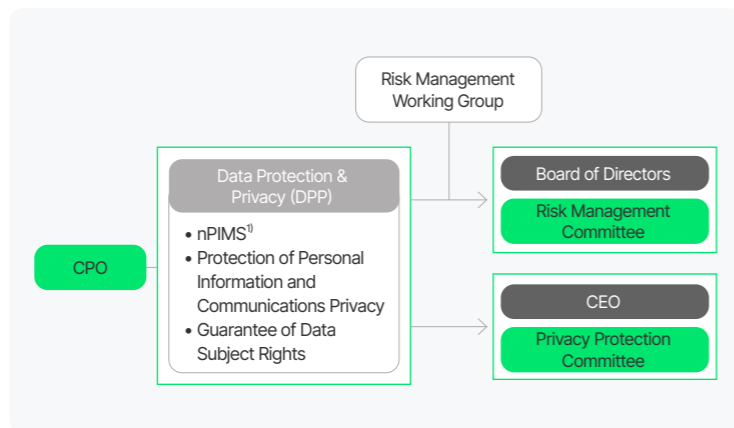 Risk Management
Working Group
Data Protection &
Privacy (DPP)
• nPIMS¹⁾
• Protection of Personal
Information and
Communications Privacy
• Guarantee of Data
Subject Rights
CPO
Board of Directors
Risk Management
Committee
CEO
Privacy Protection
Committee